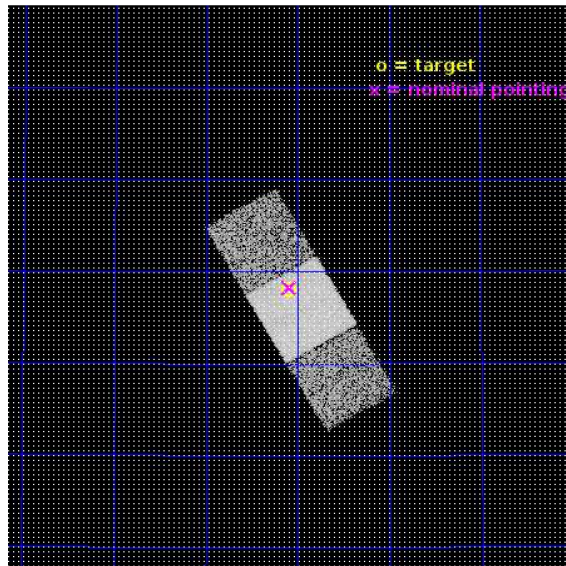 o = target
x = nominal pointing